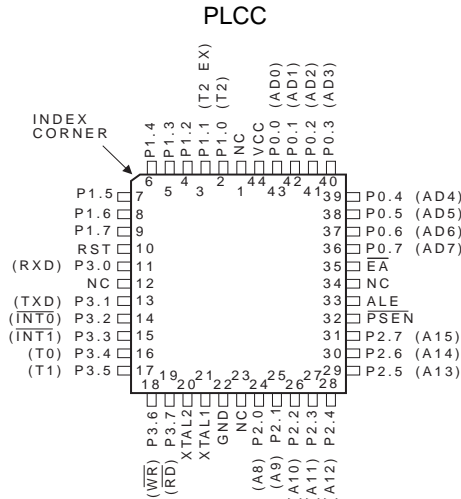 PLCC
INDEX
CORNER
P1.4
P1.3
P1.2
P1.1 (T2 EX)
P1.0 (T2)
NC
VCC
P0.0 (AD0)
P0.1 (AD1)
P0.2 (AD2)
P0.3 (AD3)
6
5
4
3
2
1
44
43
42
41
40
P1.5 7
P1.6 8
P1.7 9
RST 10
(RXD) P3.0 11
NC 12
(TXD) P3.1 13
(INT0) P3.2 14
(INT1) P3.3 15
(T0) P3.4 16
(T1) P3.5 17
39 P0.4 (AD4)
38 P0.5 (AD5)
37 P0.6 (AD6)
36 P0.7 (AD7)
35 EA
34 NC
33 ALE
32 PSEN
31 P2.7 (A15)
30 P2.6 (A14)
29 P2.5 (A13)
18
19
20
21
22
23
24
25
26
27
28
(WR) P3.6
(RD) P3.7
XTAL2
XTAL1
GND
NC
(A8) P2.0
(A9) P2.1
(A10) P2.2
(A11) P2.3
(A12) P2.4